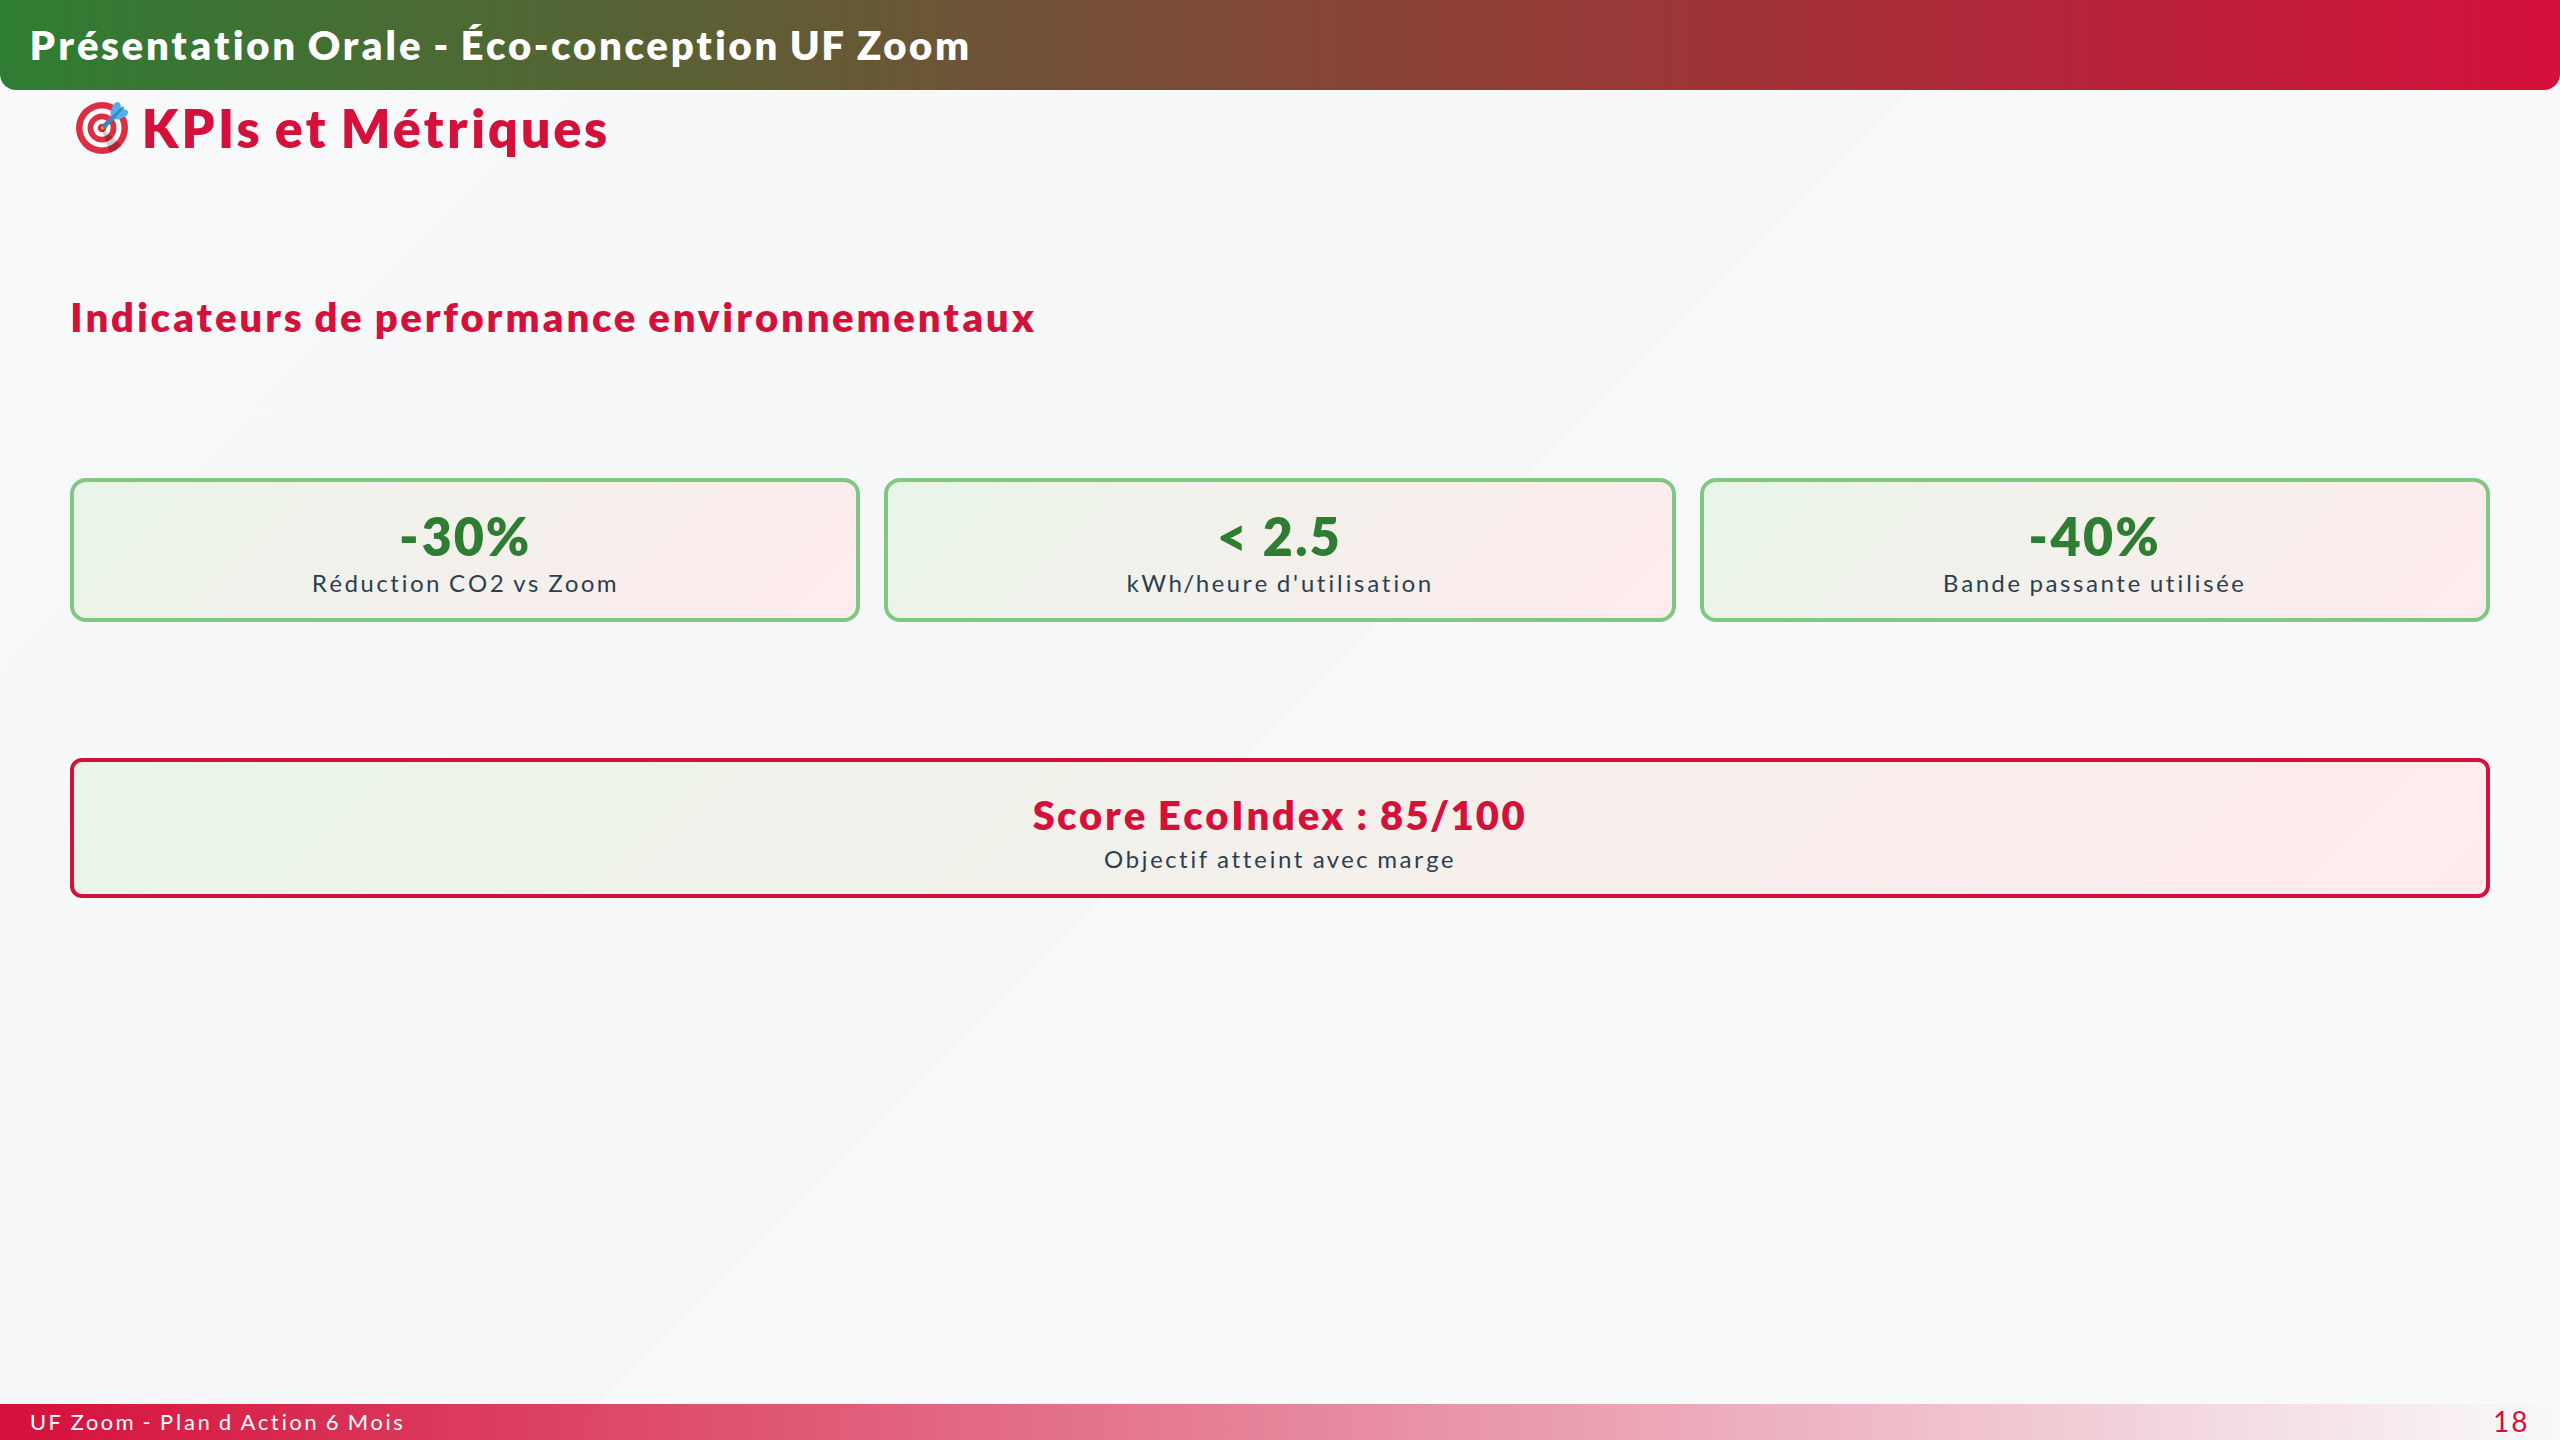 Présentation Orale - Éco-conception UF Zoom
🎯 KPIs et Métriques
Indicateurs de performance environnementaux
-30%
Réduction CO2 vs Zoom
< 2.5
kWh/heure d'utilisation
-40%
Bande passante utilisée
Score EcoIndex : 85/100
Objectif atteint avec marge
UF Zoom - Plan d Action 6 Mois
18